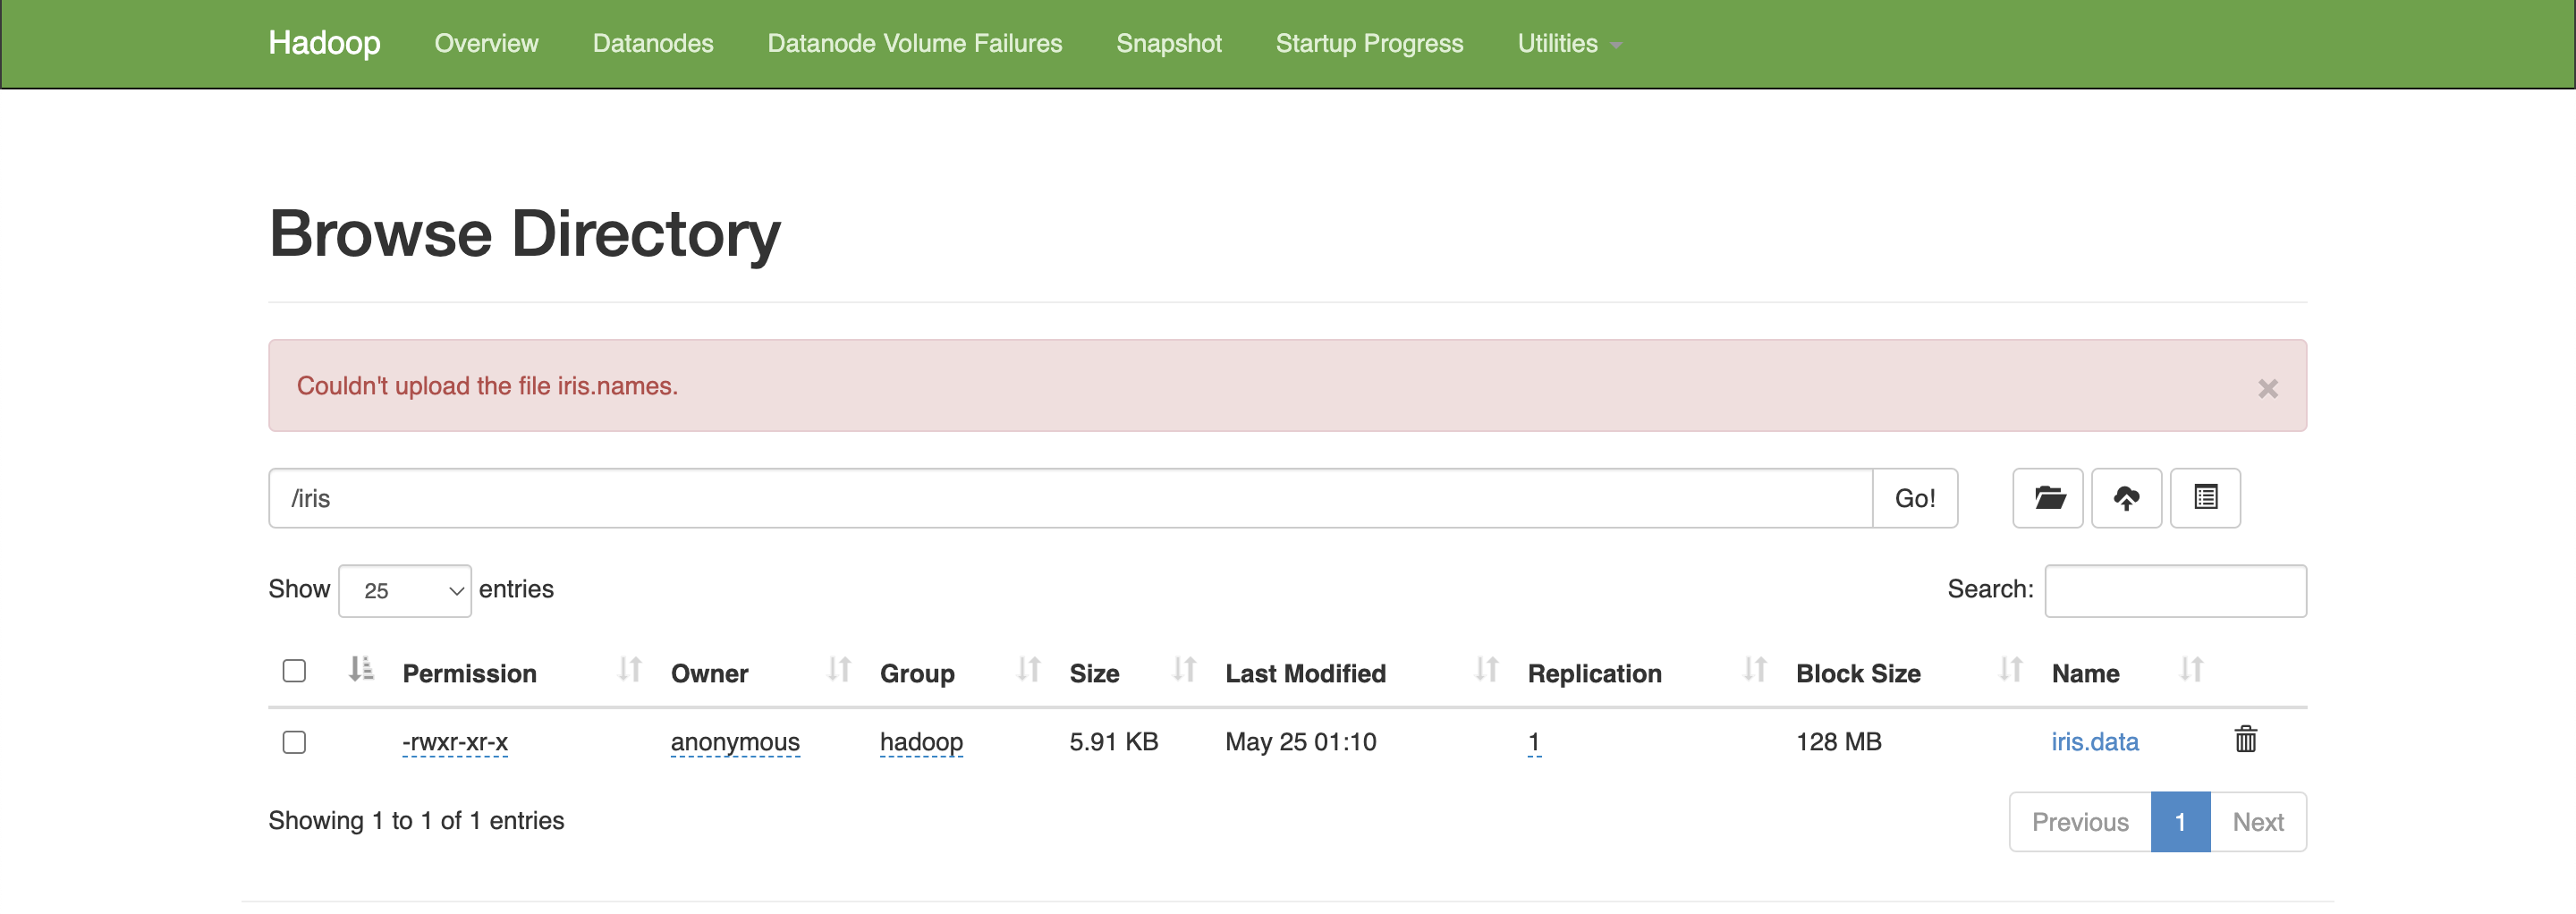 Hadoop Overview Datanodes Datanode Volume Failures Snapshot Startup Progress Utilities
Browse Directory
Couldn't upload the file iris.names.
×
/iris Go!
Show 25 entries Search:
Permission Owner Group Size Last Modified Replication Block Size Name
-rwxr-xr-x anonymous hadoop 5.91 KB May 25 01:10 1 128 MB iris.data
Showing 1 to 1 of 1 entries Previous 1 Next